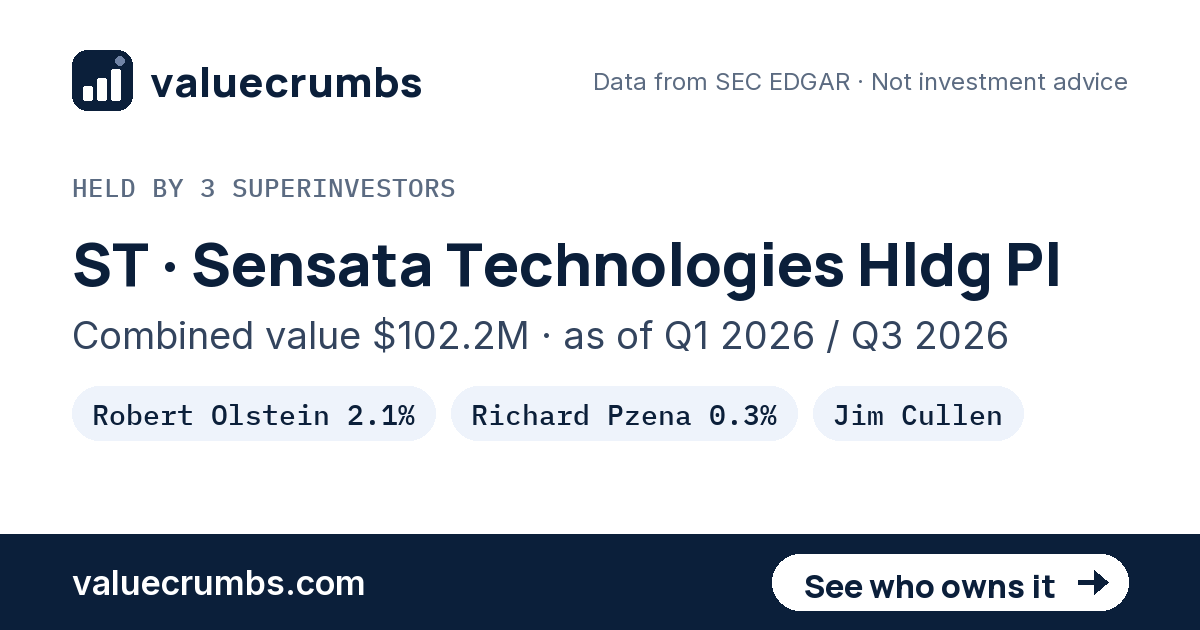 valuecrumbs
Data from SEC EDGAR · Not investment advice
HELD BY 3 SUPERINVESTORS
ST · Sensata Technologies Hldg Pl
Combined value $102.2M · as of Q1 2026 / Q3 2026
Robert Olstein 2.1% Richard Pzena 0.3% Jim Cullen
valuecrumbs.com
See who owns it →